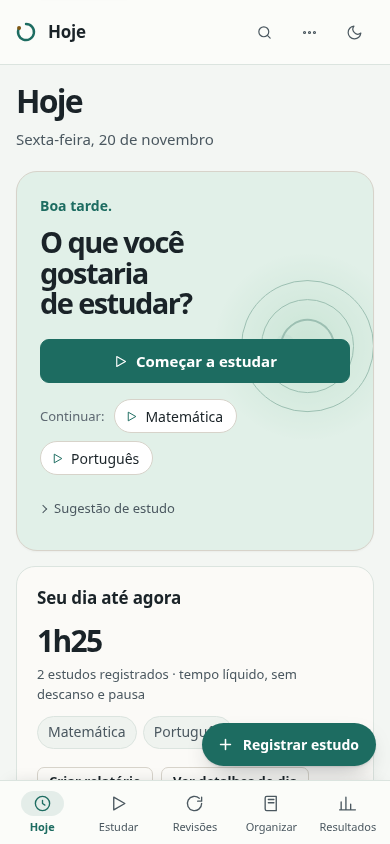 Hoje
Hoje
Sexta-feira, 20 de novembro
Boa tarde.
O que você
gostaria
de estudar?
Começar a estudar
Continuar:
Matemática
Português
Sugestão de estudo
Seu dia até agora
1h25
2 estudos registrados · tempo líquido, sem
descanso e pausa
Matemática
Registrar estudo
Hoje
Estudar
Revisões
Organizar
Resultados